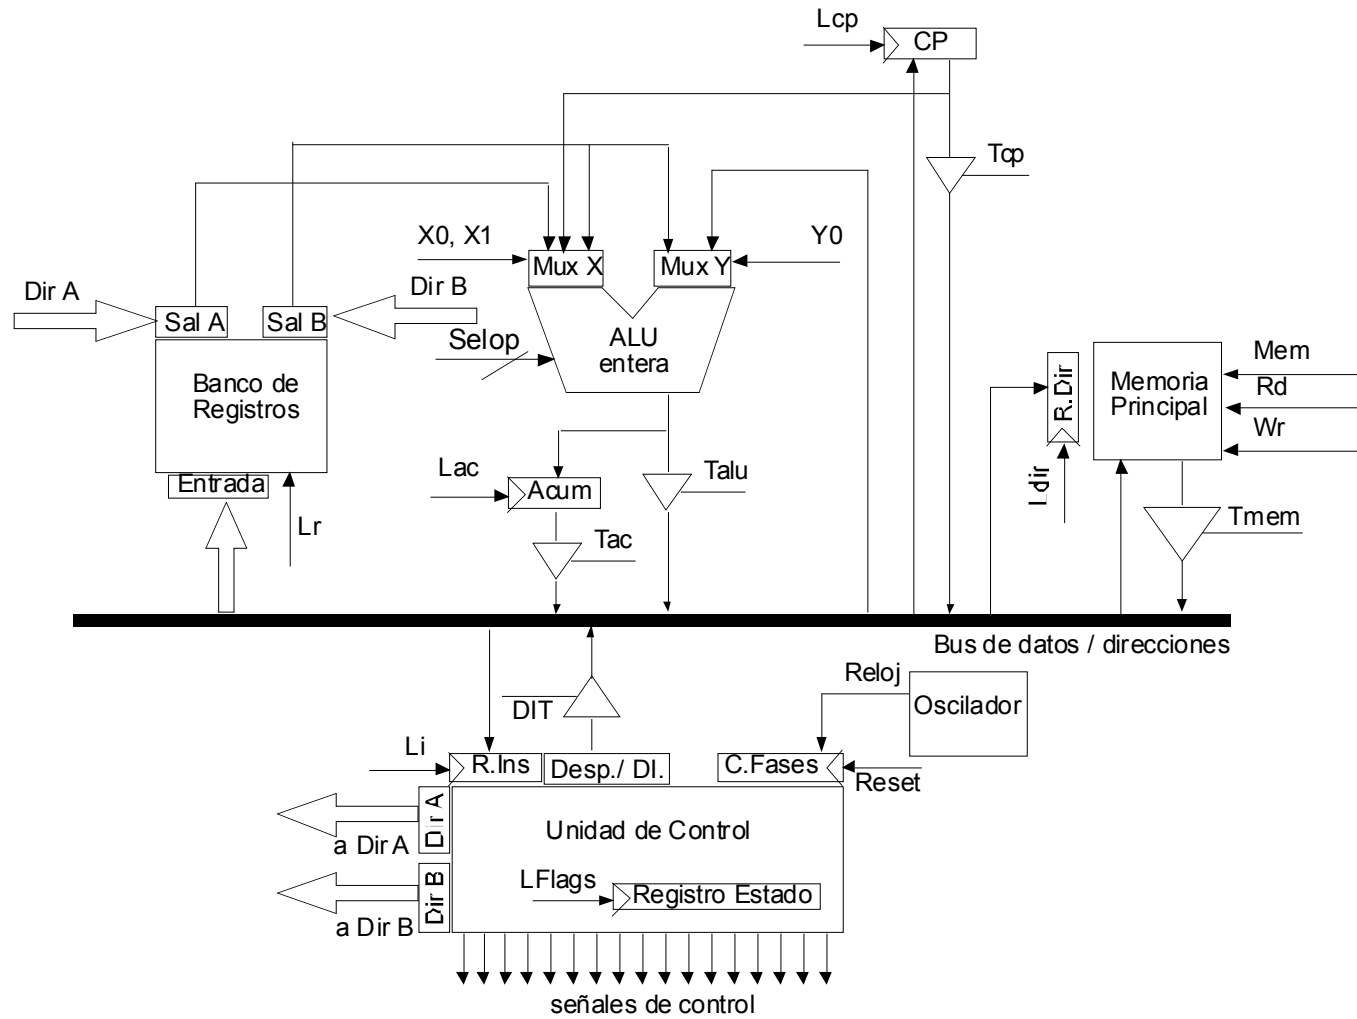 Lcp
CP
Tcp
X0, X1
Y0
Mux X
Mux Y
Dir A
Dir B
Sal A
Sal B
Selop
ALU
entera
Banco de
Registros
R.Dir
Memoria
Principal
Mem
Rd
Wr
Entrada
Lac
Acum
Talu
Ldir
Tmem
Lr
Tac
Bus de datos / direcciones
Reloj
Oscilador
DIT
Li
R.Ins
Desp./ DI.
C.Fases
Reset
Dir A
a Dir A
Unidad de Control
Dir B
a Dir B
LFlags
Registro Estado
señales de control